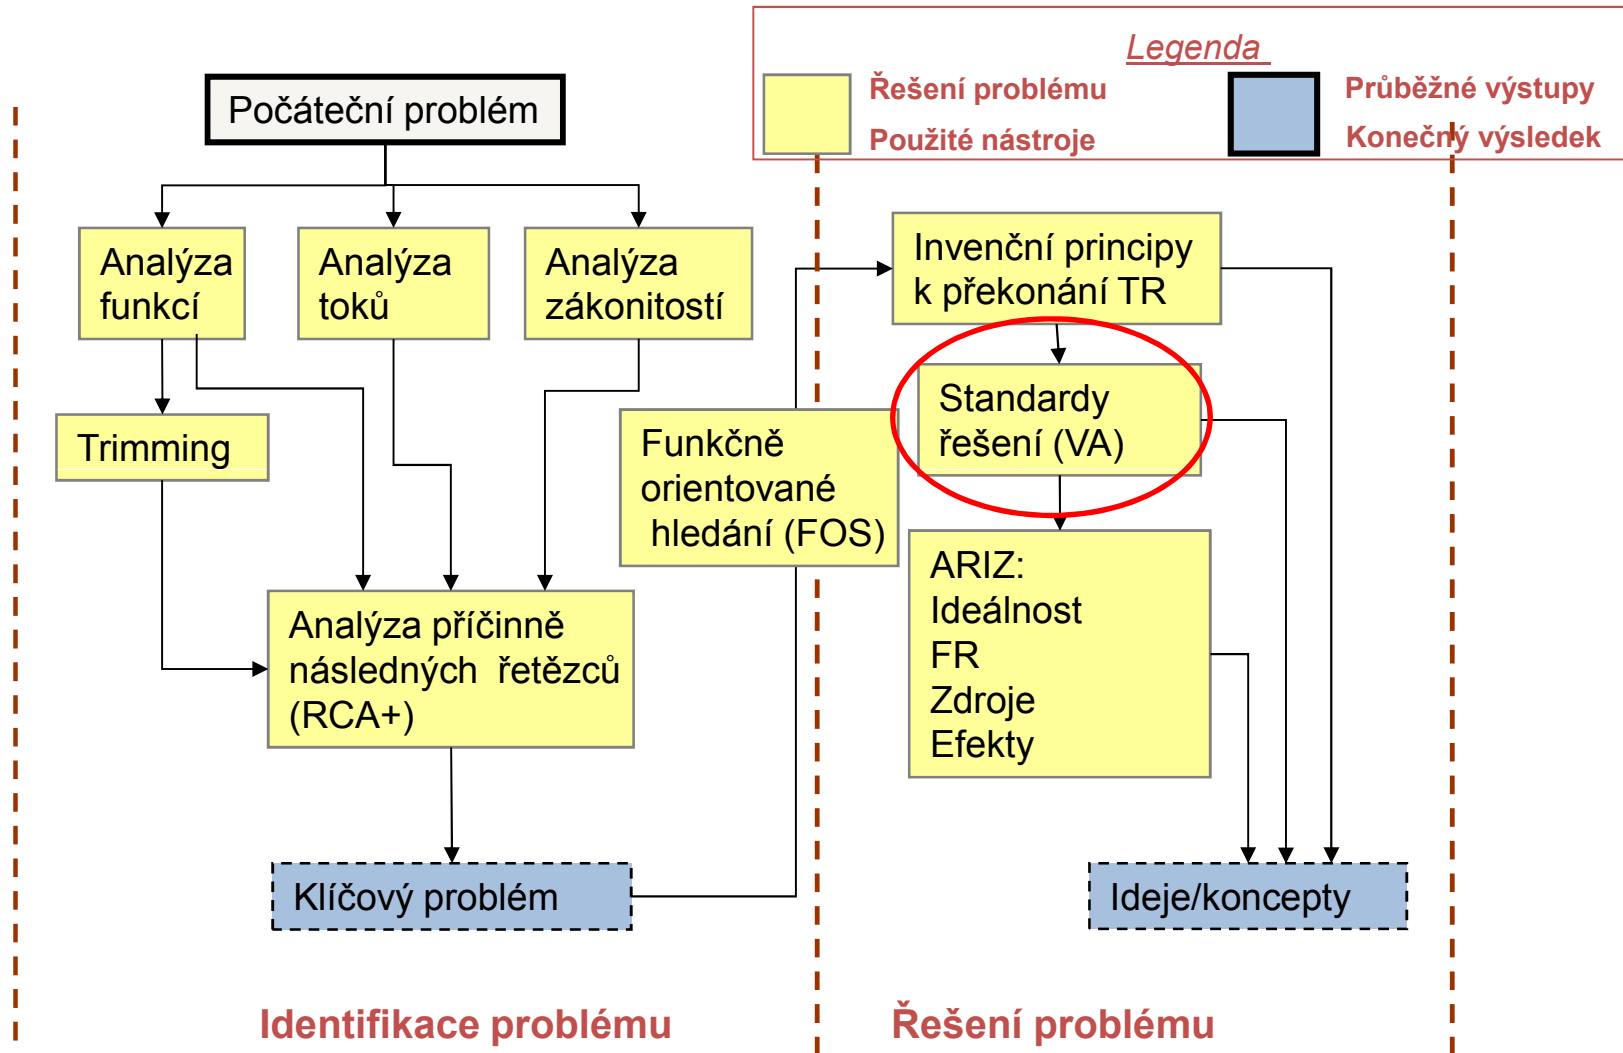 Legenda
Řešení problému
Použité nástroje
Průběžné výstupy
Konečný výsledek
Počáteční problém
Analýza
funkcí
Analýza
toků
Analýza
zákonitostí
Trimming
Analýza příčinně
následných řetězců
(RCA+)
Klíčový problém
Funkčně
orientované
hledání (FOS)
Invenční principy
k překonání TR
Standardy
řešení (VA)
ARIZ:
Ideálnost
FR
Zdroje
Efekty
Ideje/koncepty
Identifikace problému
Řešení problému